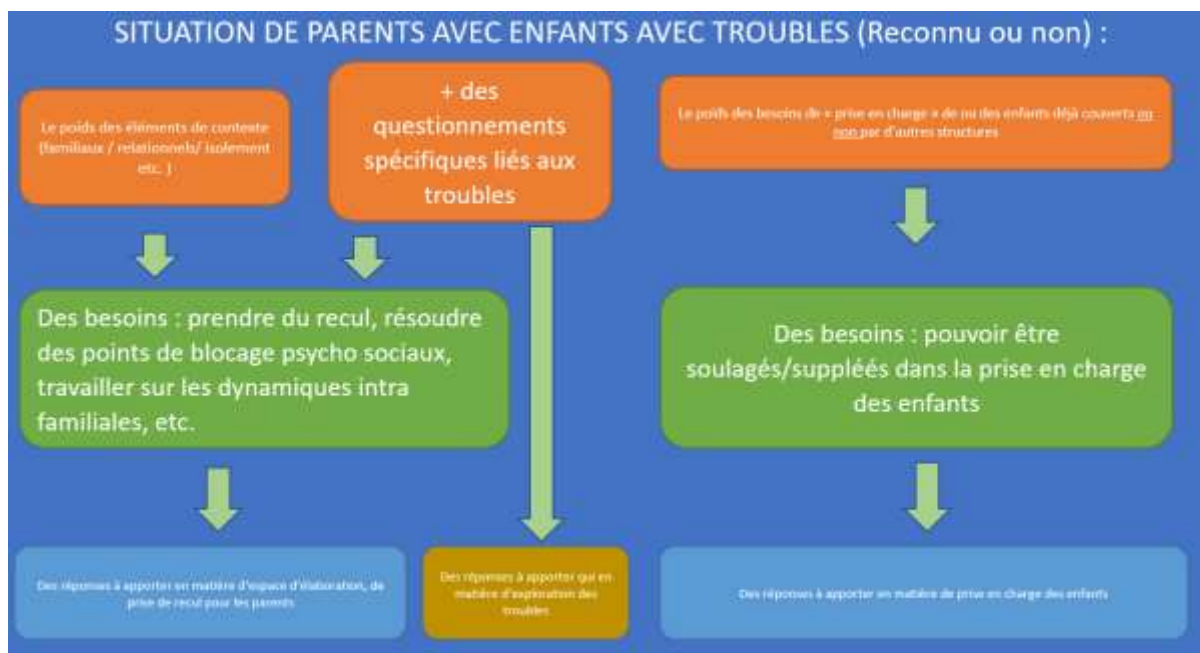 SITUATION DE PARENTS AVEC ENFANTS AVEC TROUBLES (Reconnu ou non) :
Le poids des éléments de contexte
(familiaux / relationnels/ isolement
etc. )
+ des
questionnements
spécifiques liés aux
troubles
Le poids des besoins de « prise en charge » de ou des enfants déjà couverts ou
non par d'autres structures
Des besoins : prendre du recul, résoudre
des points de blocage psycho sociaux,
travailler sur les dynamiques intra
familiales, etc.
Des besoins : pouvoir être
soulagés/suppléés dans la prise en charge
des enfants
Des réponses à apporter en matière d'espace d'élaboration, de
prise de recul pour les parents
Des réponses à apporter qui en
matière d'exploration des
troubles
Des réponses à apporter en matière de prise en charge des enfants